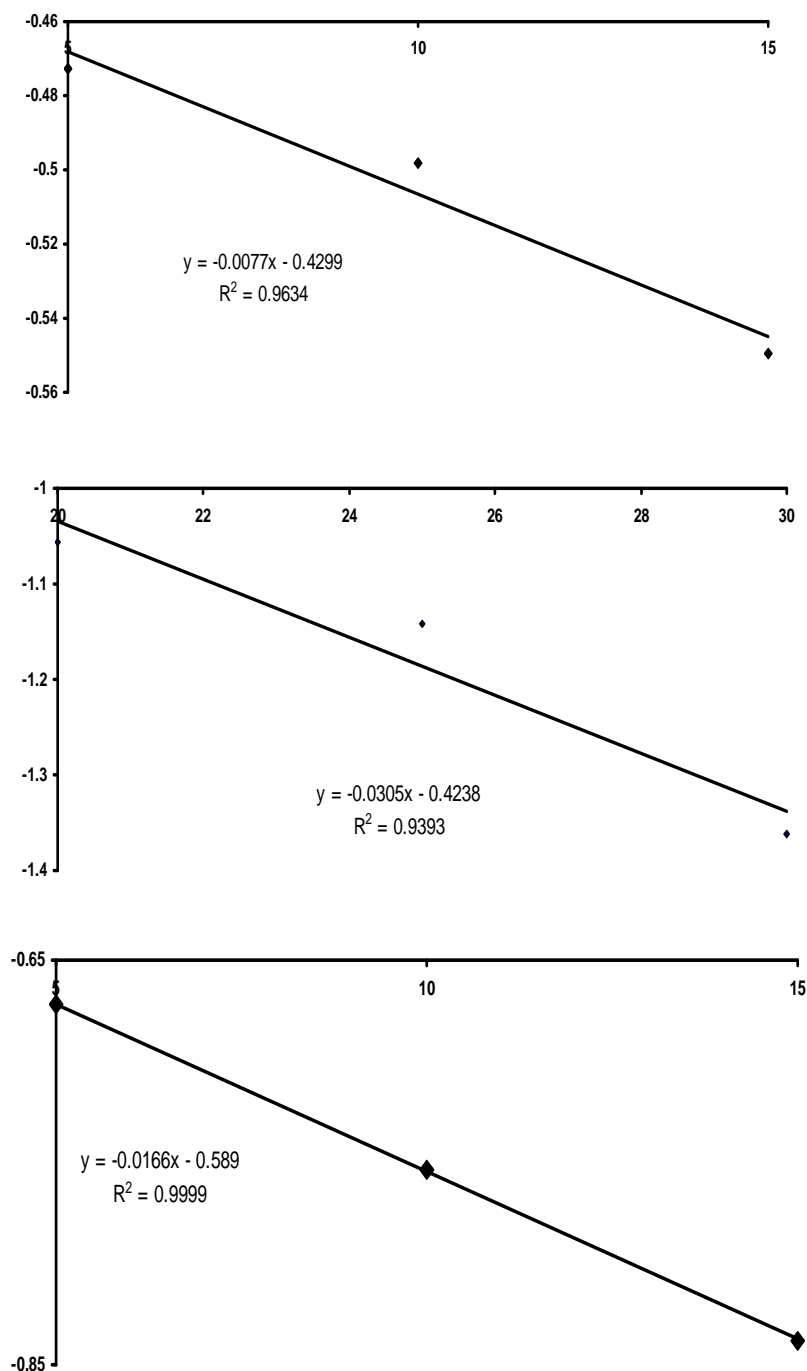 -0.46
5 10 15
-0.48
-0.5
-0.52
y = -0.0077x - 0.4299
R² = 0.9634
-0.54
-0.56
-1
20 22 24 26 28 30
-1.1
-1.2
-1.3
y = -0.0305x - 0.4238
R² = 0.9393
-1.4
-0.65
5 10 15
y = -0.0166x - 0.589
R² = 0.9999
-0.85